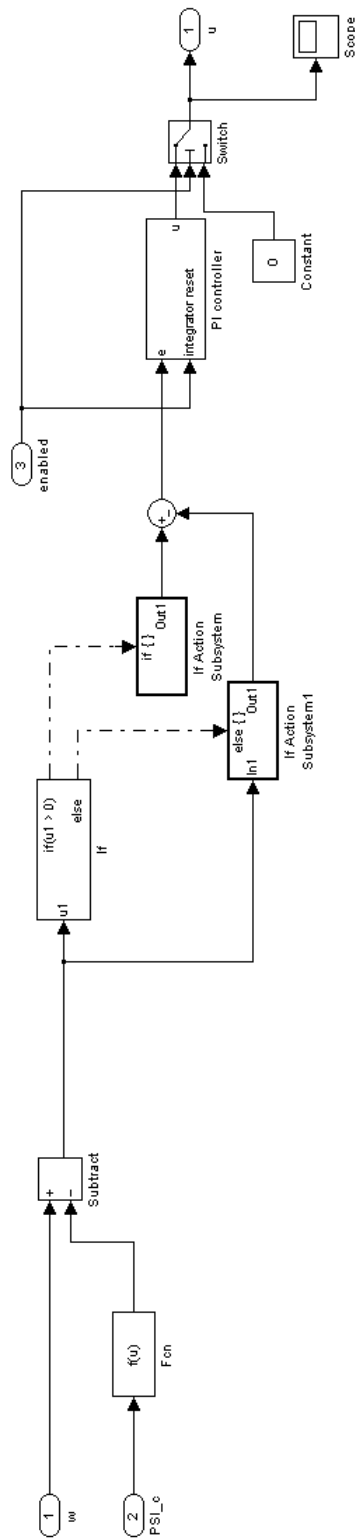 1
w
2
PSI_c
f(u)
Fcn
+
−
Subtract
u1
if(u1 > 0)
else
If
if { }
Out1
If Action
Subsystem
In1
else { }
Out1
If Action
Subsystem1
+
−
3
enabled
e
integrator reset
u
PI controller
0
Constant
Switch
1
u
Scope